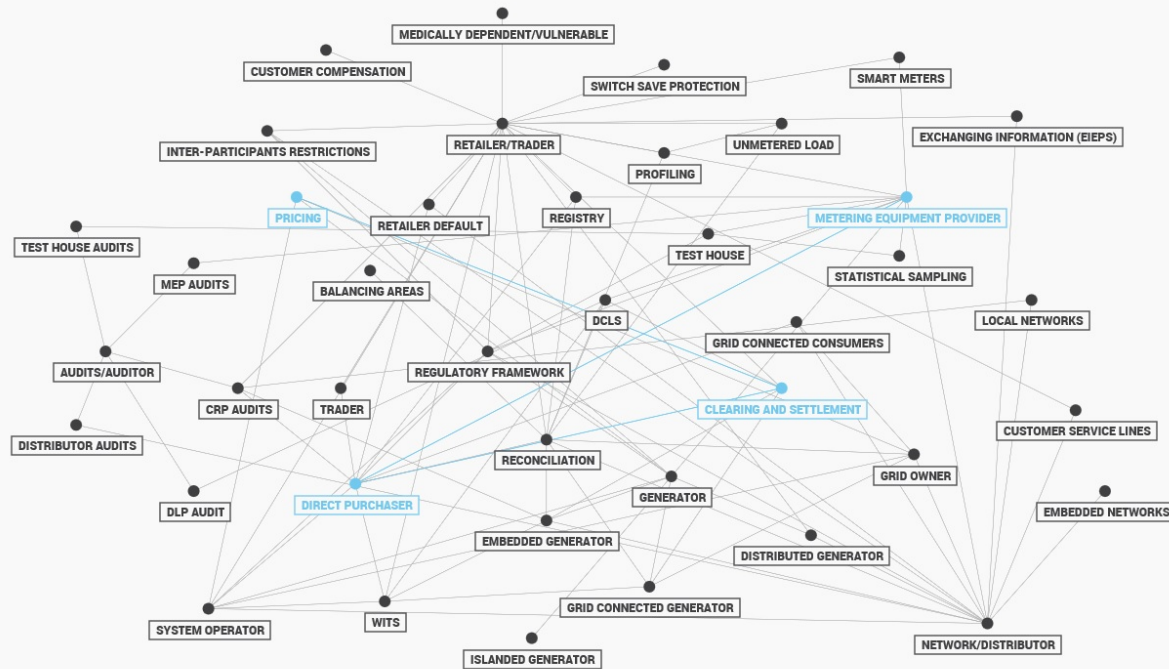 MEDICALLY DEPENDENT/VULNERABLE
CUSTOMER COMPENSATION
SWITCH SAVE PROTECTION
SMART METERS
INTER-PARTICIPANTS RESTRICTIONS
RETAILER/TRADER
UNMETERED LOAD
EXCHANGING INFORMATION (EIEPS)
PROFILING
PRICING
RETAILER DEFAULT
REGISTRY
METERING EQUIPMENT PROVIDER
TEST HOUSE AUDITS
TEST HOUSE
MEP AUDITS
BALANCING AREAS
STATISTICAL SAMPLING
DCLS
LOCAL NETWORKS
GRID CONNECTED CONSUMERS
AUDITS/AUDITOR
REGULATORY FRAMEWORK
CRP AUDITS
TRADER
CLEARING AND SETTLEMENT
CUSTOMER SERVICE LINES
DISTRIBUTOR AUDITS
RECONCILIATION
GRID OWNER
DLP AUDIT
DIRECT PURCHASER
GENERATOR
EMBEDDED NETWORKS
EMBEDDED GENERATOR
DISTRIBUTED GENERATOR
SYSTEM OPERATOR
WITS
GRID CONNECTED GENERATOR
NETWORK/DISTRIBUTOR
ISLANDED GENERATOR